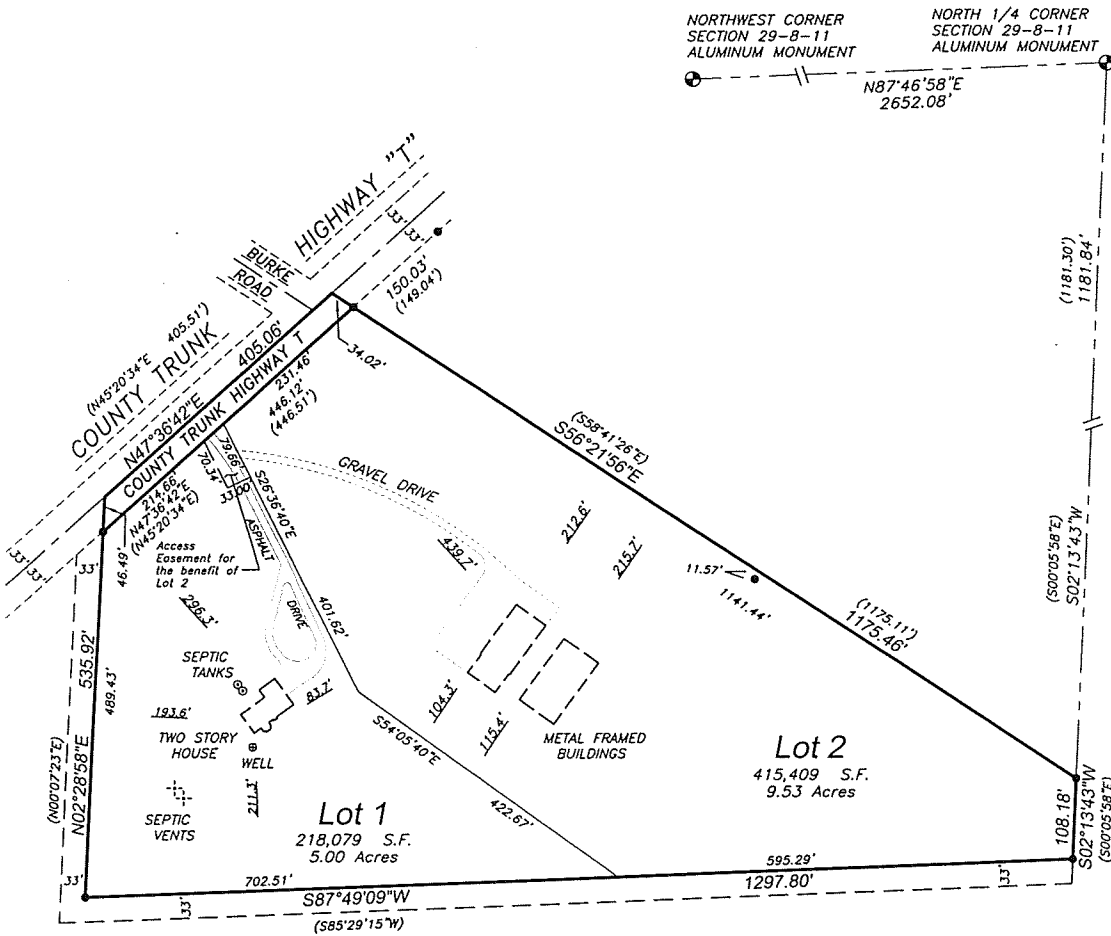 NORTHWEST CORNER
SECTION 29-8-11
ALUMINUM MONUMENT
NORTH 1/4 CORNER
SECTION 29-8-11
ALUMINUM MONUMENT
N87°46'58"E
2652.08'
HIGHWAY "T"
BURKE
ROAD
33' 33'
150.03'
(149.04')
(1181.30')
1181.84'
(N45°20'34"E 405.51')
COUNTY TRUNK
N47°36'42"E 405.06'
COUNTY TRUNK HIGHWAY T
34.02'
231.46'
446.12'
(446.51')
(S58°41'26"E)
S56°21'56"E
(S00°05'58"E)
S02°13'43"W
79.66'
70.34'
33.00'
S26°36'40"E
GRAVEL DRIVE
214.66'
N47°36'42"E
(N45°20'34"E)
33' 33'
46.49'
33'
ASPHALT
Access
Easement for
the benefit of
Lot 2
439.7'
212.6'
215.7'
11.57'
1141.44'
(1175.11')
1175.46'
296.3'
DRIVE
401.62'
535.92'
489.43'
N02°28'58"E
(N00°07'23"E)
SEPTIC
TANKS
83.7'
193.6'
TWO STORY
HOUSE
WELL
104.3'
115.4'
S54°05'40"E
METAL FRAMED
BUILDINGS
Lot 2
415,409 S.F.
9.53 Acres
SEPTIC
VENTS
211.3'
Lot 1
218,079 S.F.
5.00 Acres
422.67'
108.18'
S02°13'43"W
(S00°05'58"E)
33'
702.51'
595.29'
33'
S87°49'09"W
1297.80'
33'
(S85°29'15"W)